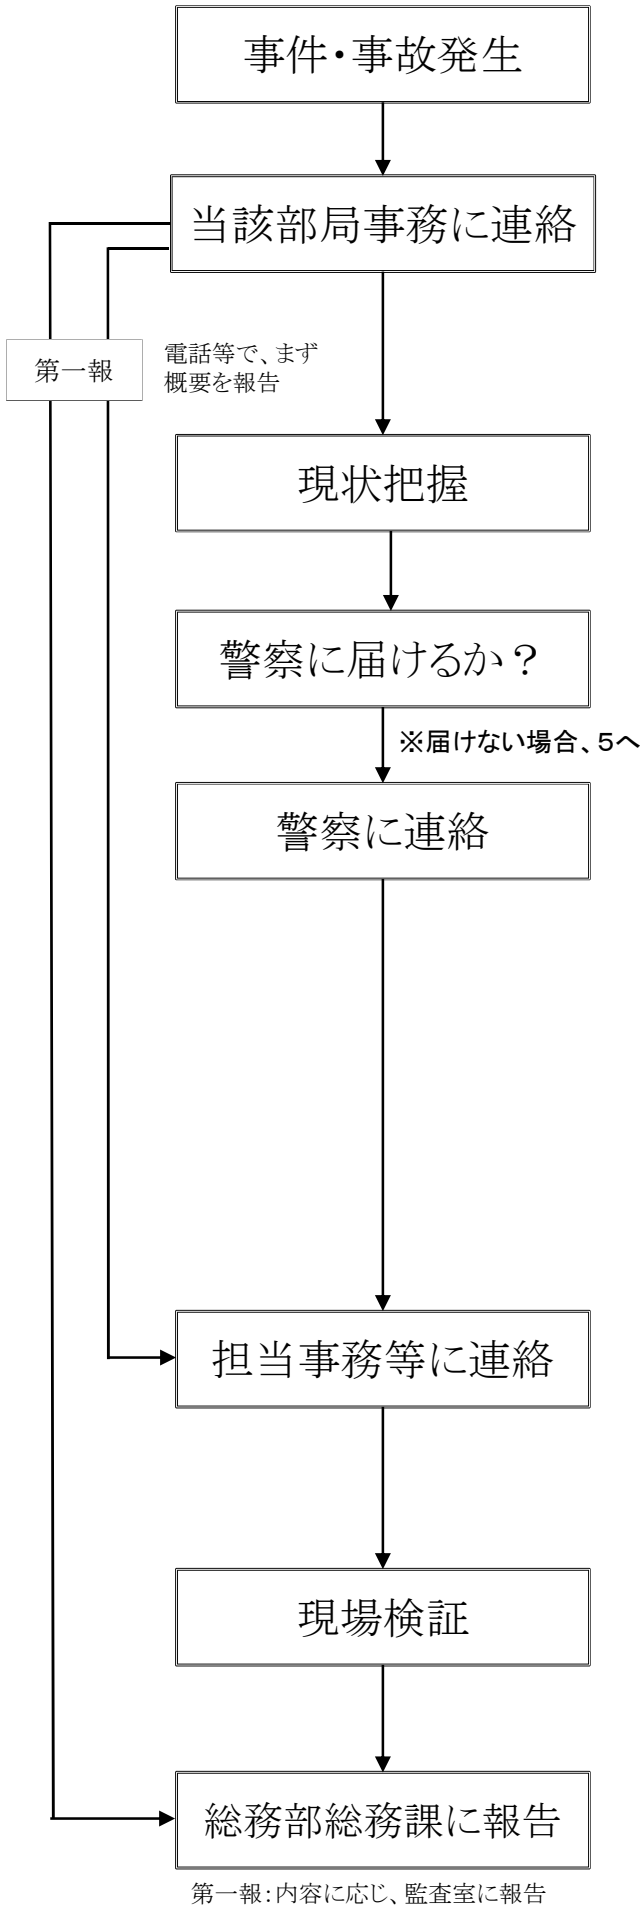 事件・事故発生
当該部局事務に連絡
第一報
電話等で、まず
概要を報告
現状把握
警察に届けるか？
※届けない場合、5へ
警察に連絡
担当事務等に連絡
現場検証
総務部総務課に報告
第一報：内容に応じ、監査室に報告